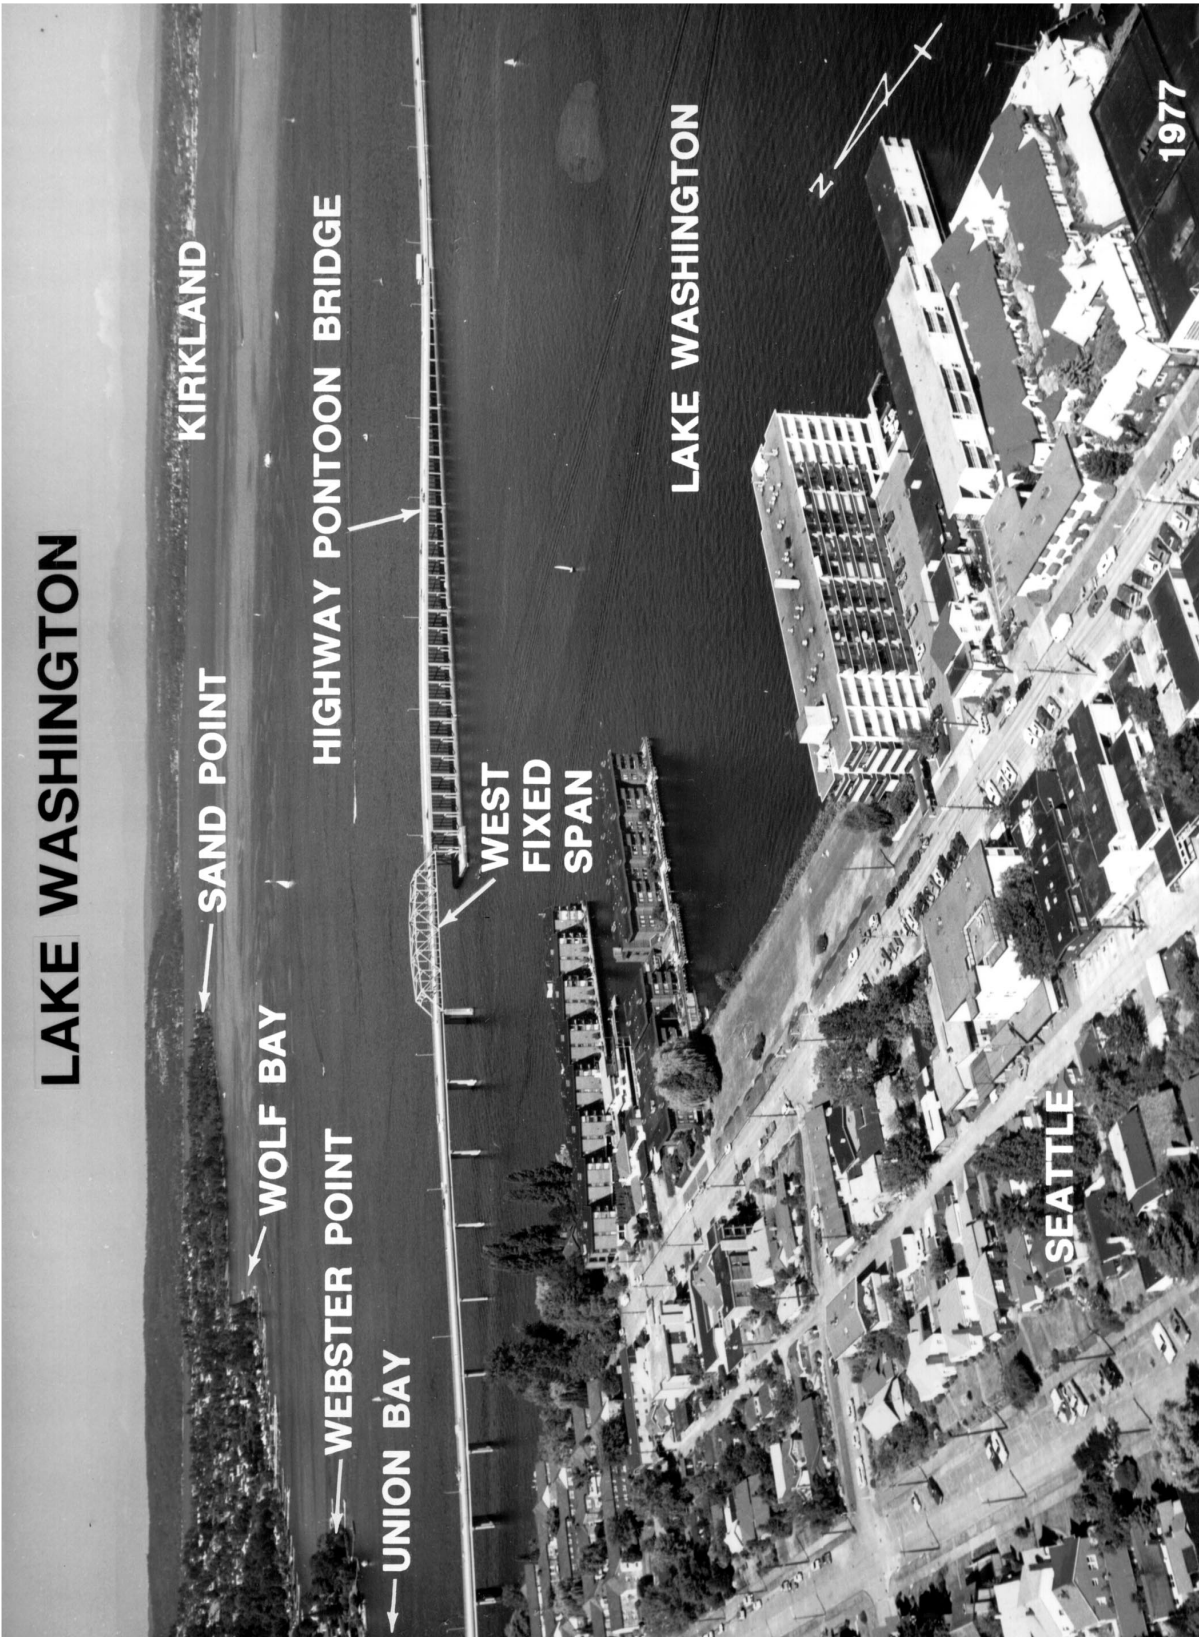 LAKE WASHINGTON
KIRKLAND
SAND POINT
WOLF BAY
HIGHWAY PONTOON BRIDGE
WEBSTER POINT
UNION BAY
WEST
FIXED
SPAN
LAKE WASHINGTON
N
SEATTLE
1977